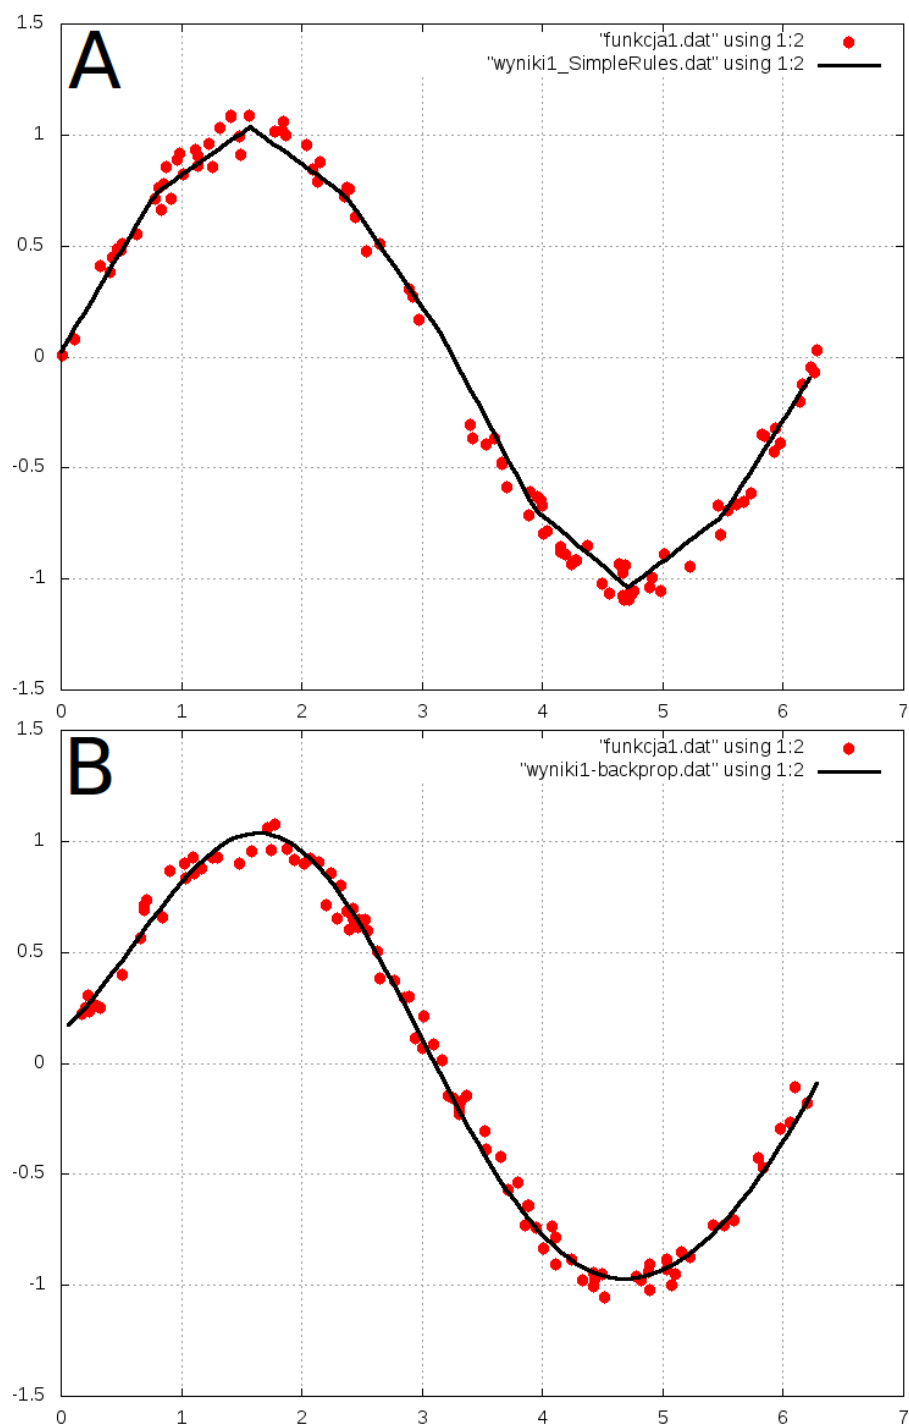 A
"funkcja1.dat" using 1:2
"wyniki1_SimpleRules.dat" using 1:2
1.5
1
0.5
0
-0.5
-1
-1.5
0 1 2 3 4 5 6 7
B
"funkcja1.dat" using 1:2
"wyniki1-backprop.dat" using 1:2
1.5
1
0.5
0
-0.5
-1
-1.5
0 1 2 3 4 5 6 7